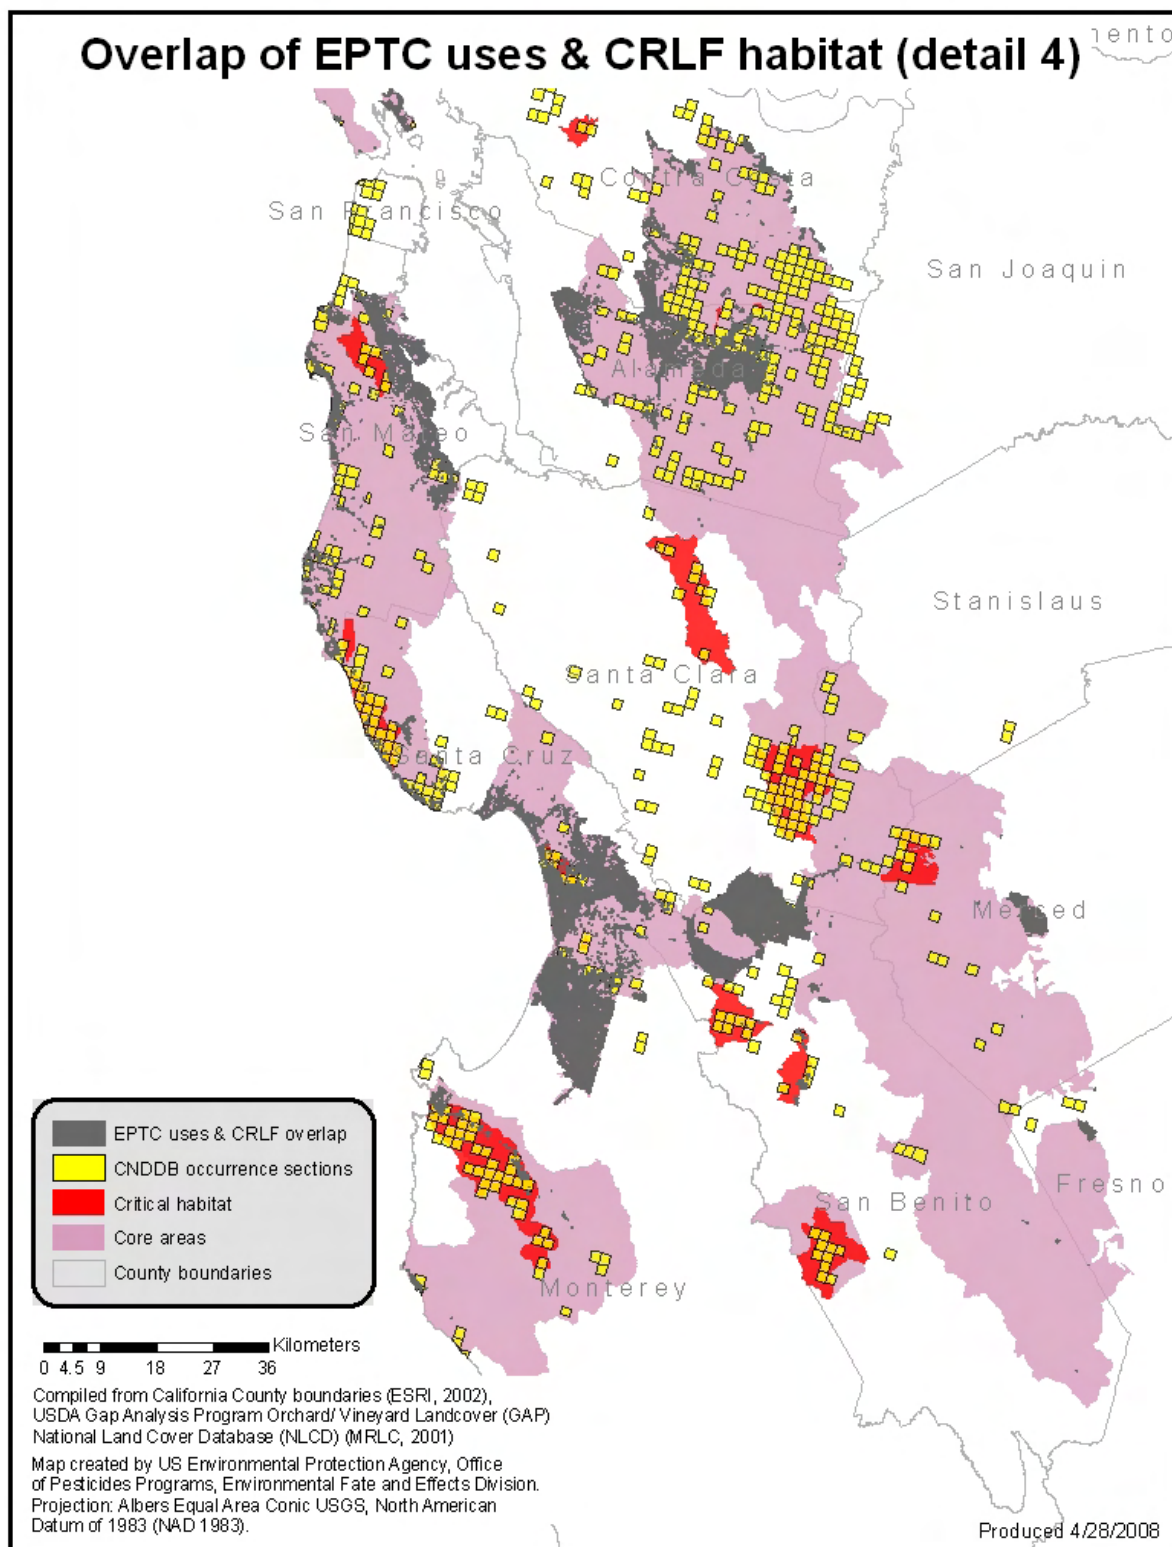 Overlap of EPTC uses & CRLF habitat (detail 4)
mento
Contra Costa
San Francisco
San Joaquin
Alameda
San Mateo
Stanislaus
Santa Clara
Santa Cruz
Merced
Fresno
San Benito
Monterey
EPTC uses & CRLF overlap
CNDDB occurrence sections
Critical habitat
Core areas
County boundaries
Kilometers
0 4.5 9 18 27 36
Compiled from California County boundaries (ESRI, 2002),
USDA Gap Analysis Program Orchard/ Vineyard Landcover (GAP)
National Land Cover Database (NLCD) (MRLC, 2001)
Map created by US Environmental Protection Agency, Office
of Pesticides Programs, Environmental Fate and Effects Division.
Projection: Albers Equal Area Conic USGS, North American
Datum of 1983 (NAD 1983).
Produced 4/28/2008